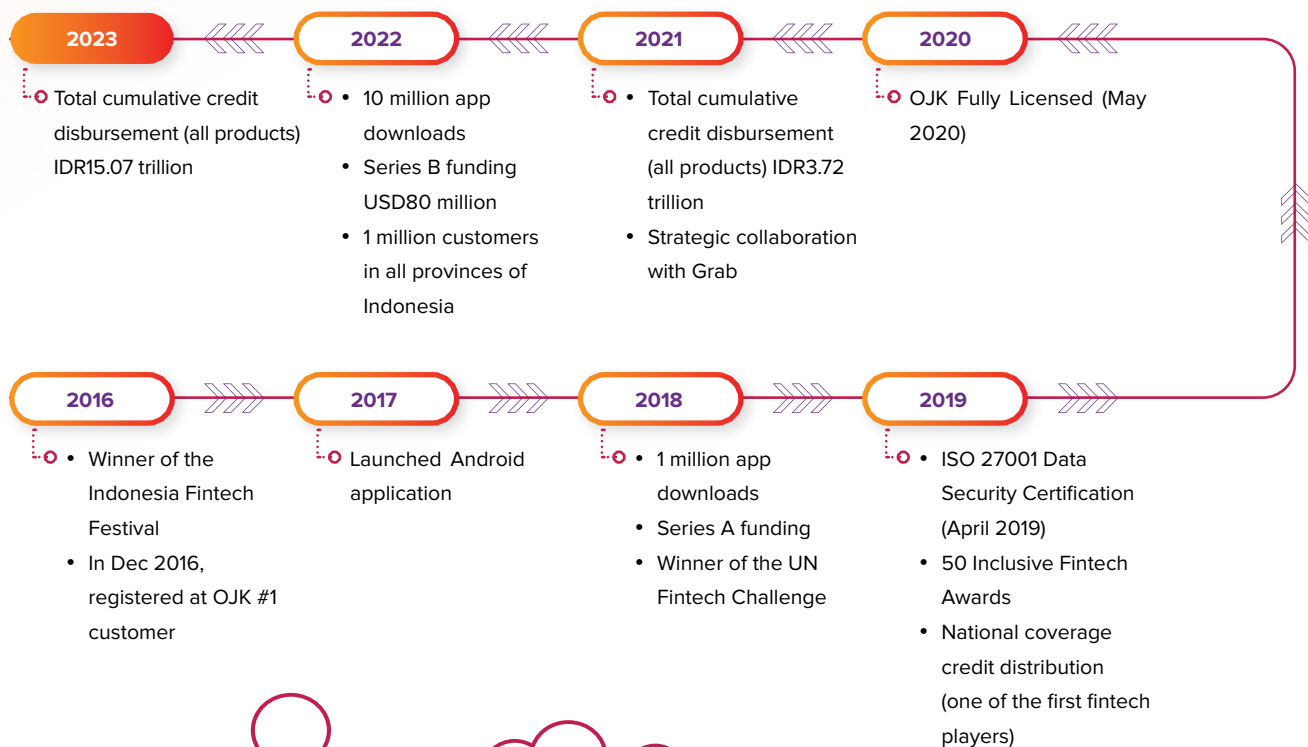 2023
Total cumulative credit
disbursement (all products)
IDR15.07 trillion
2022
• 10 million app
downloads
• Series B funding
USD80 million
• 1 million customers
in all provinces of
Indonesia
2021
• Total cumulative
credit disbursement
(all products) IDR3.72
trillion
• Strategic collaboration
with Grab
2020
OJK Fully Licensed (May
2020)
2016
• Winner of the
Indonesia Fintech
Festival
• In Dec 2016,
registered at OJK #1
customer
2017
Launched Android
application
2018
• 1 million app
downloads
• Series A funding
• Winner of the UN
Fintech Challenge
2019
• ISO 27001 Data
Security Certification
(April 2019)
• 50 Inclusive Fintech
Awards
• National coverage
credit distribution
(one of the first fintech
players)